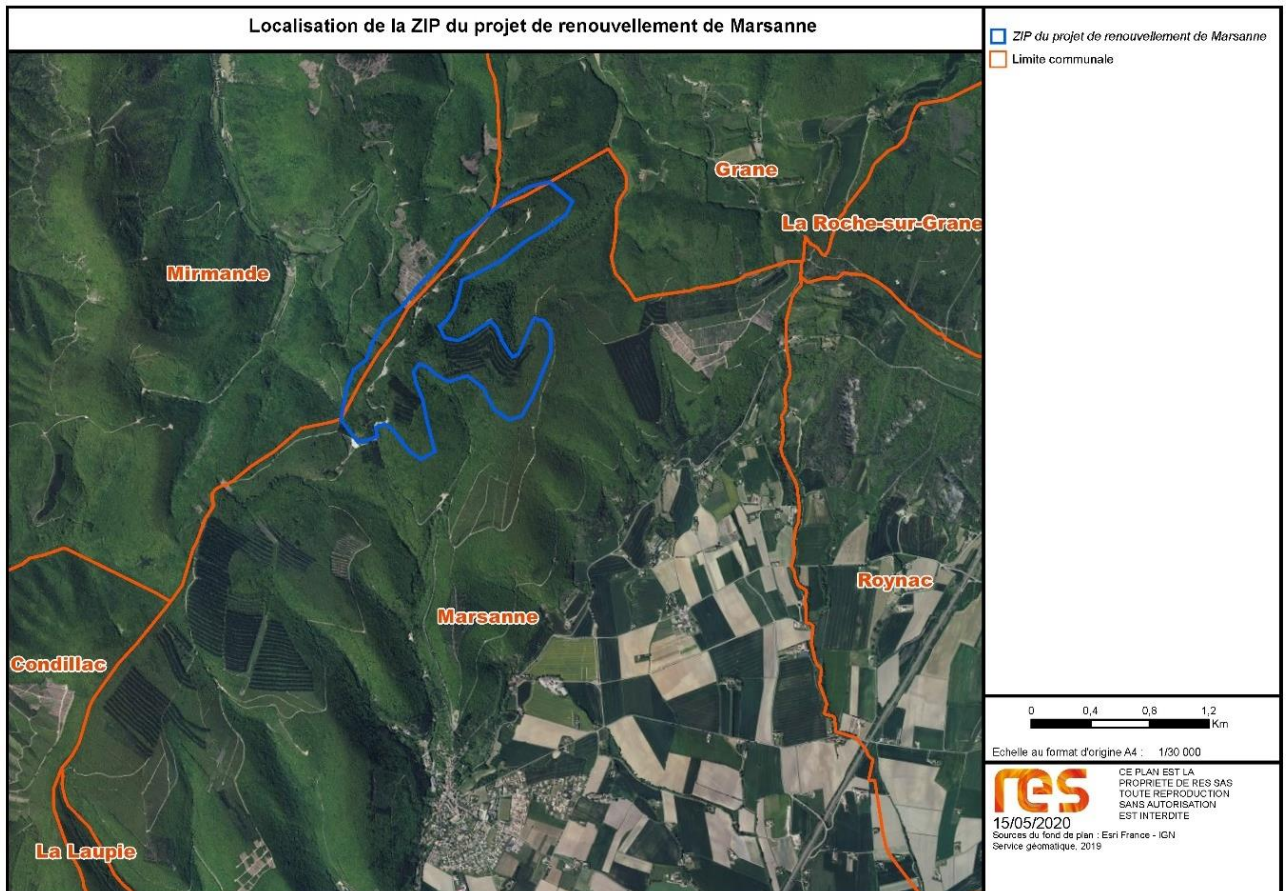 Localisation de la ZIP du projet de renouvellement de Marsanne
ZIP du projet de renouvellement de Marsanne
Limite communale
Grane
La Roche-sur-Grane
Mirmande
Roynac
Marsanne
Condillac
La Laupie
0 0,4 0,8 1,2
Km
Echelle au format d'origine A4 : 1/30 000
res
CE PLAN EST LA
PROPRIETE DE RES SAS
TOUTE REPRODUCTION
SANS AUTORISATION
EST INTERDITE
15/05/2020
Sources du fond de plan : Esri France - IGN
Service géomatique, 2019